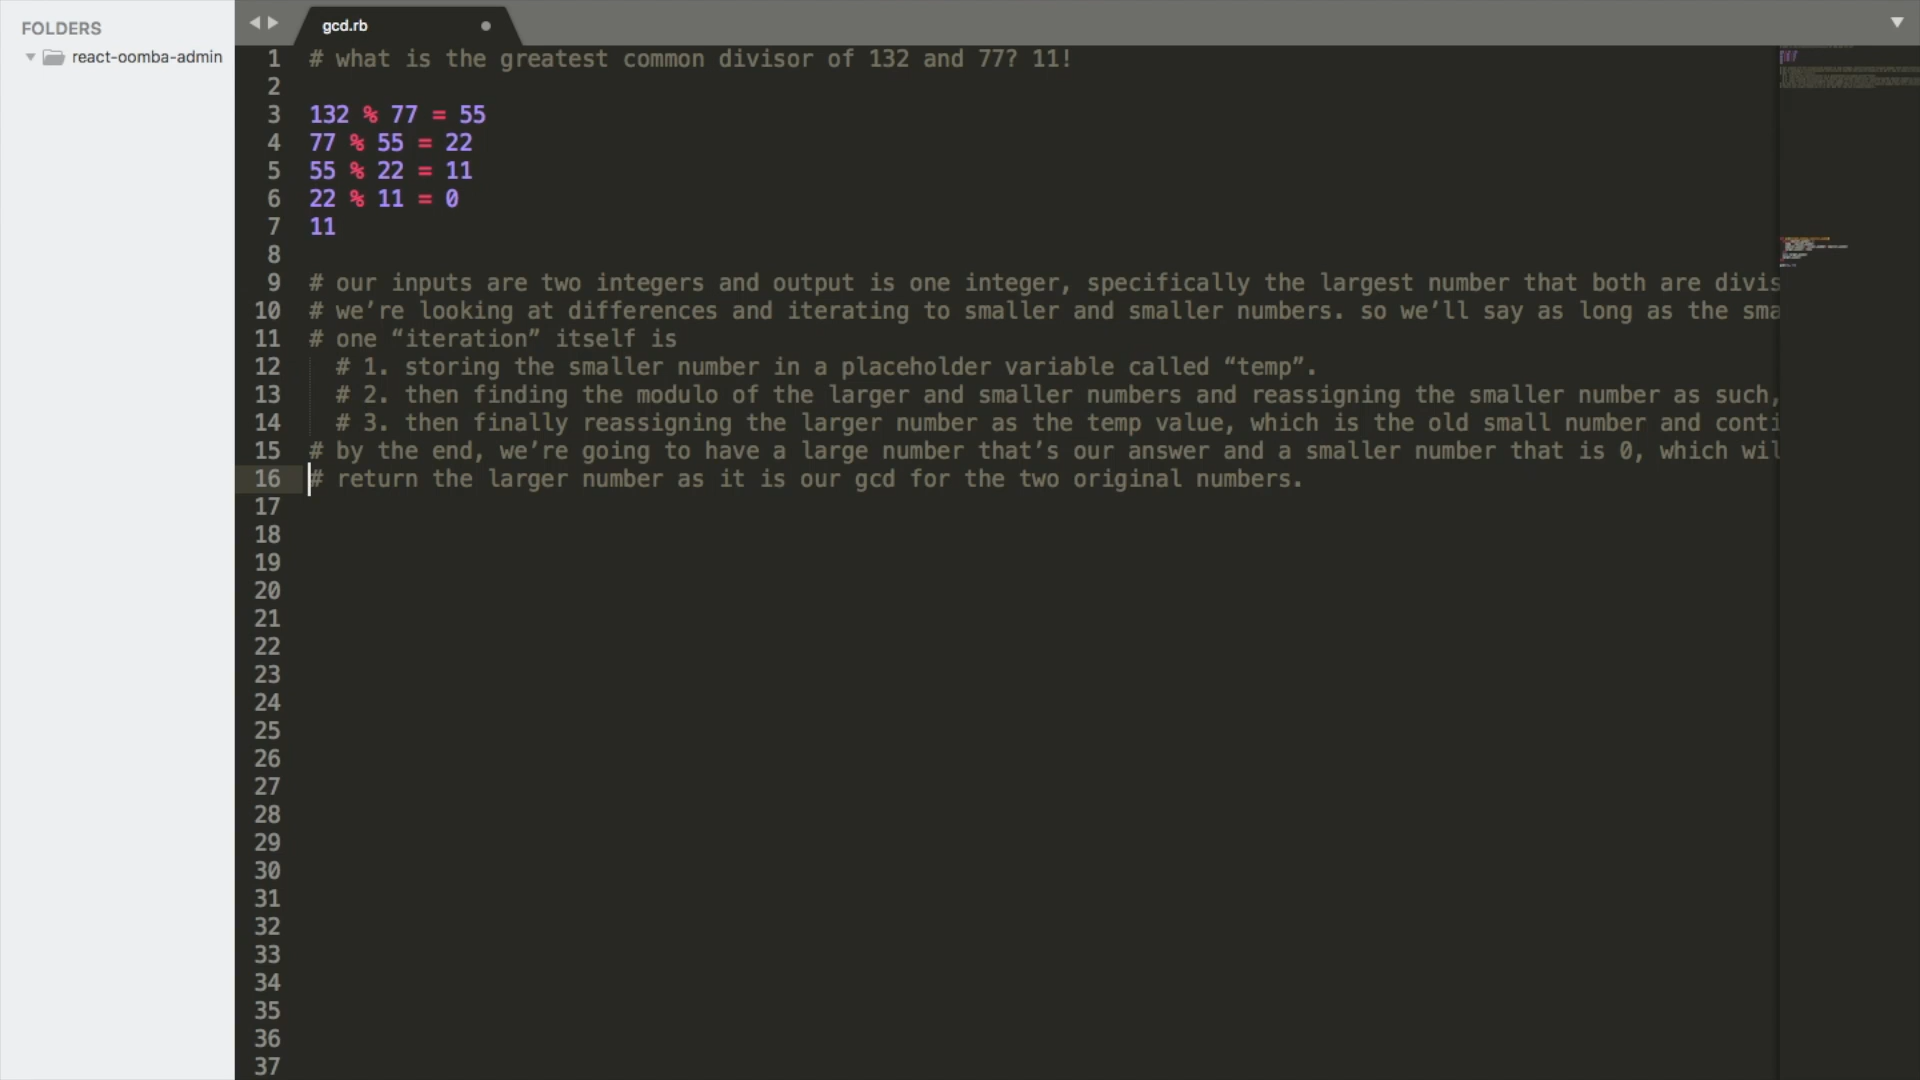 FOLDERS
react-oomba-admin
gcd.rb
1 # what is the greatest common divisor of 132 and 77? 11!
2
3 132 % 77 = 55
4 77 % 55 = 22
5 55 % 22 = 11
6 22 % 11 = 0
7 11
8
9 # our inputs are two integers and output is one integer, specifically the largest number that both are divis
10 # we’re looking at differences and iterating to smaller and smaller numbers. so we’ll say as long as the sma
11 # one “iteration” itself is
12 # 1. storing the smaller number in a placeholder variable called “temp”.
13 # 2. then finding the modulo of the larger and smaller numbers and reassigning the smaller number as such,
14 # 3. then finally reassigning the larger number as the temp value, which is the old small number and conti
15 # by the end, we’re going to have a large number that’s our answer and a smaller number that is 0, which wil
16 # return the larger number as it is our gcd for the two original numbers.
17
18
19
20
21
22
23
24
25
26
27
28
29
30
31
32
33
34
35
36
37